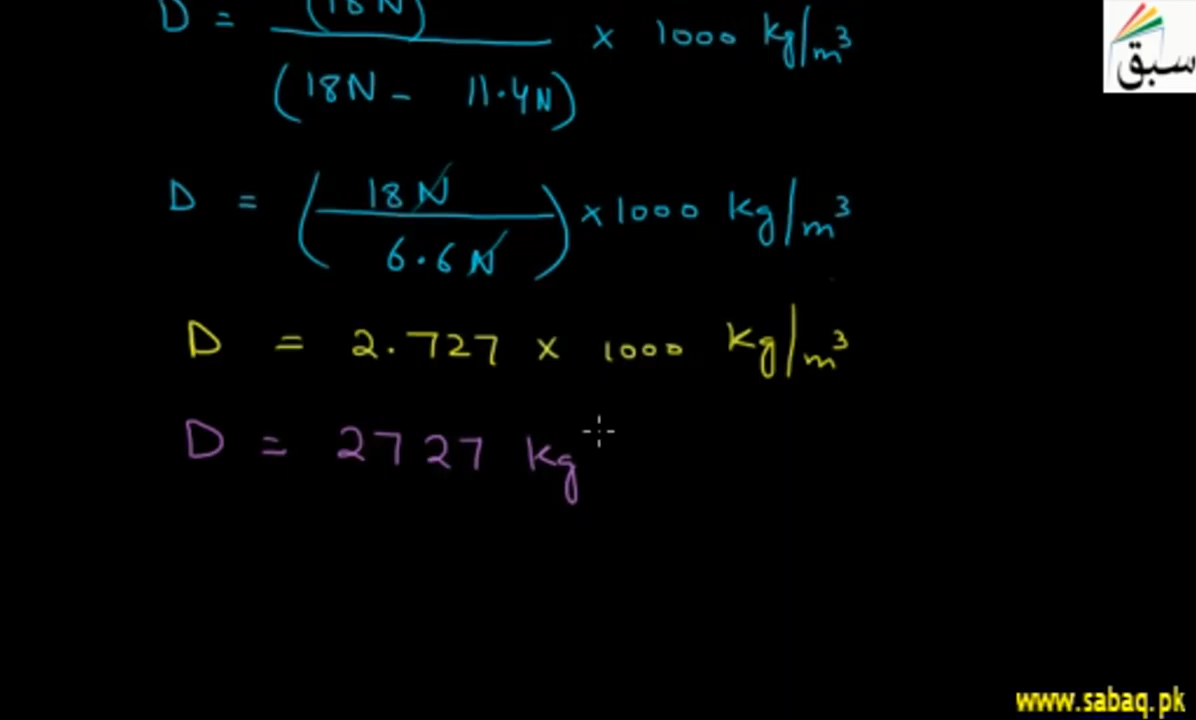 D = (18N)
(18N - 11.4N) × 1000 kg/m³
سبق
D = (18N / 6.6N) × 1000 kg/m³
D = 2.727 × 1000 kg/m³
D = 2727 kg
www.sabaq.pk